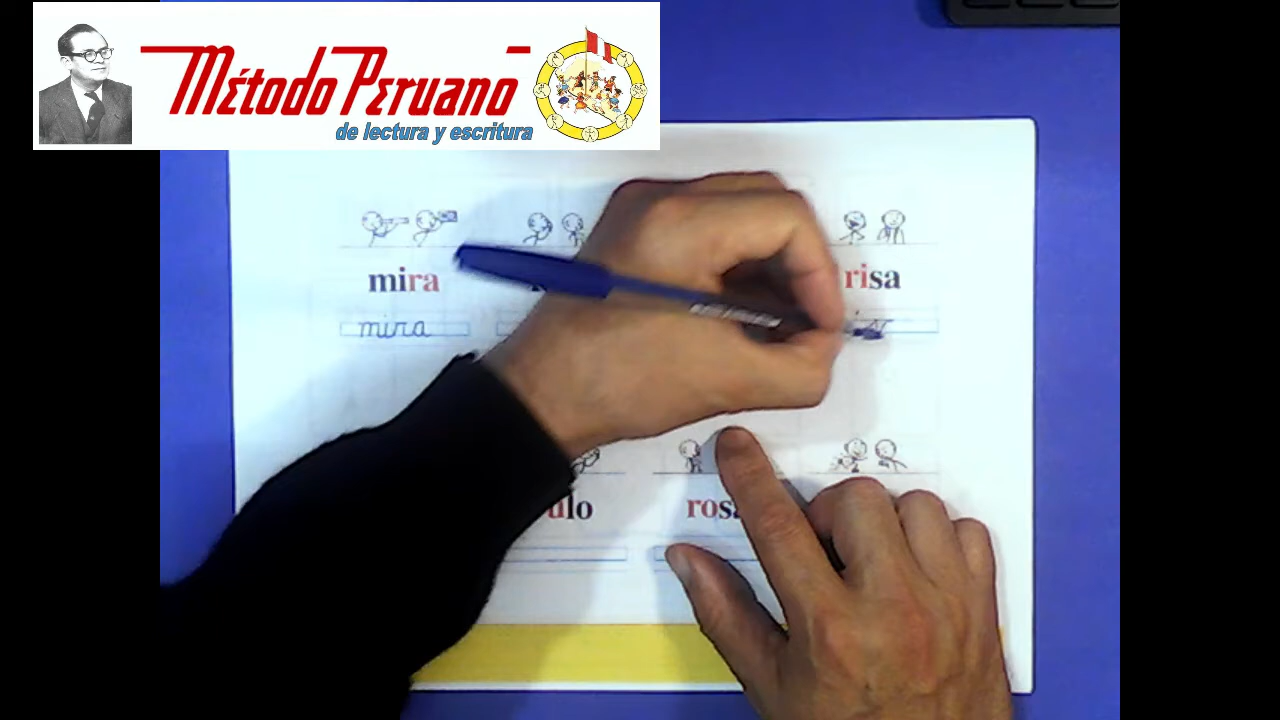 Método Peruano
de lectura y escritura
mira
risa
mira
ulo
rosa